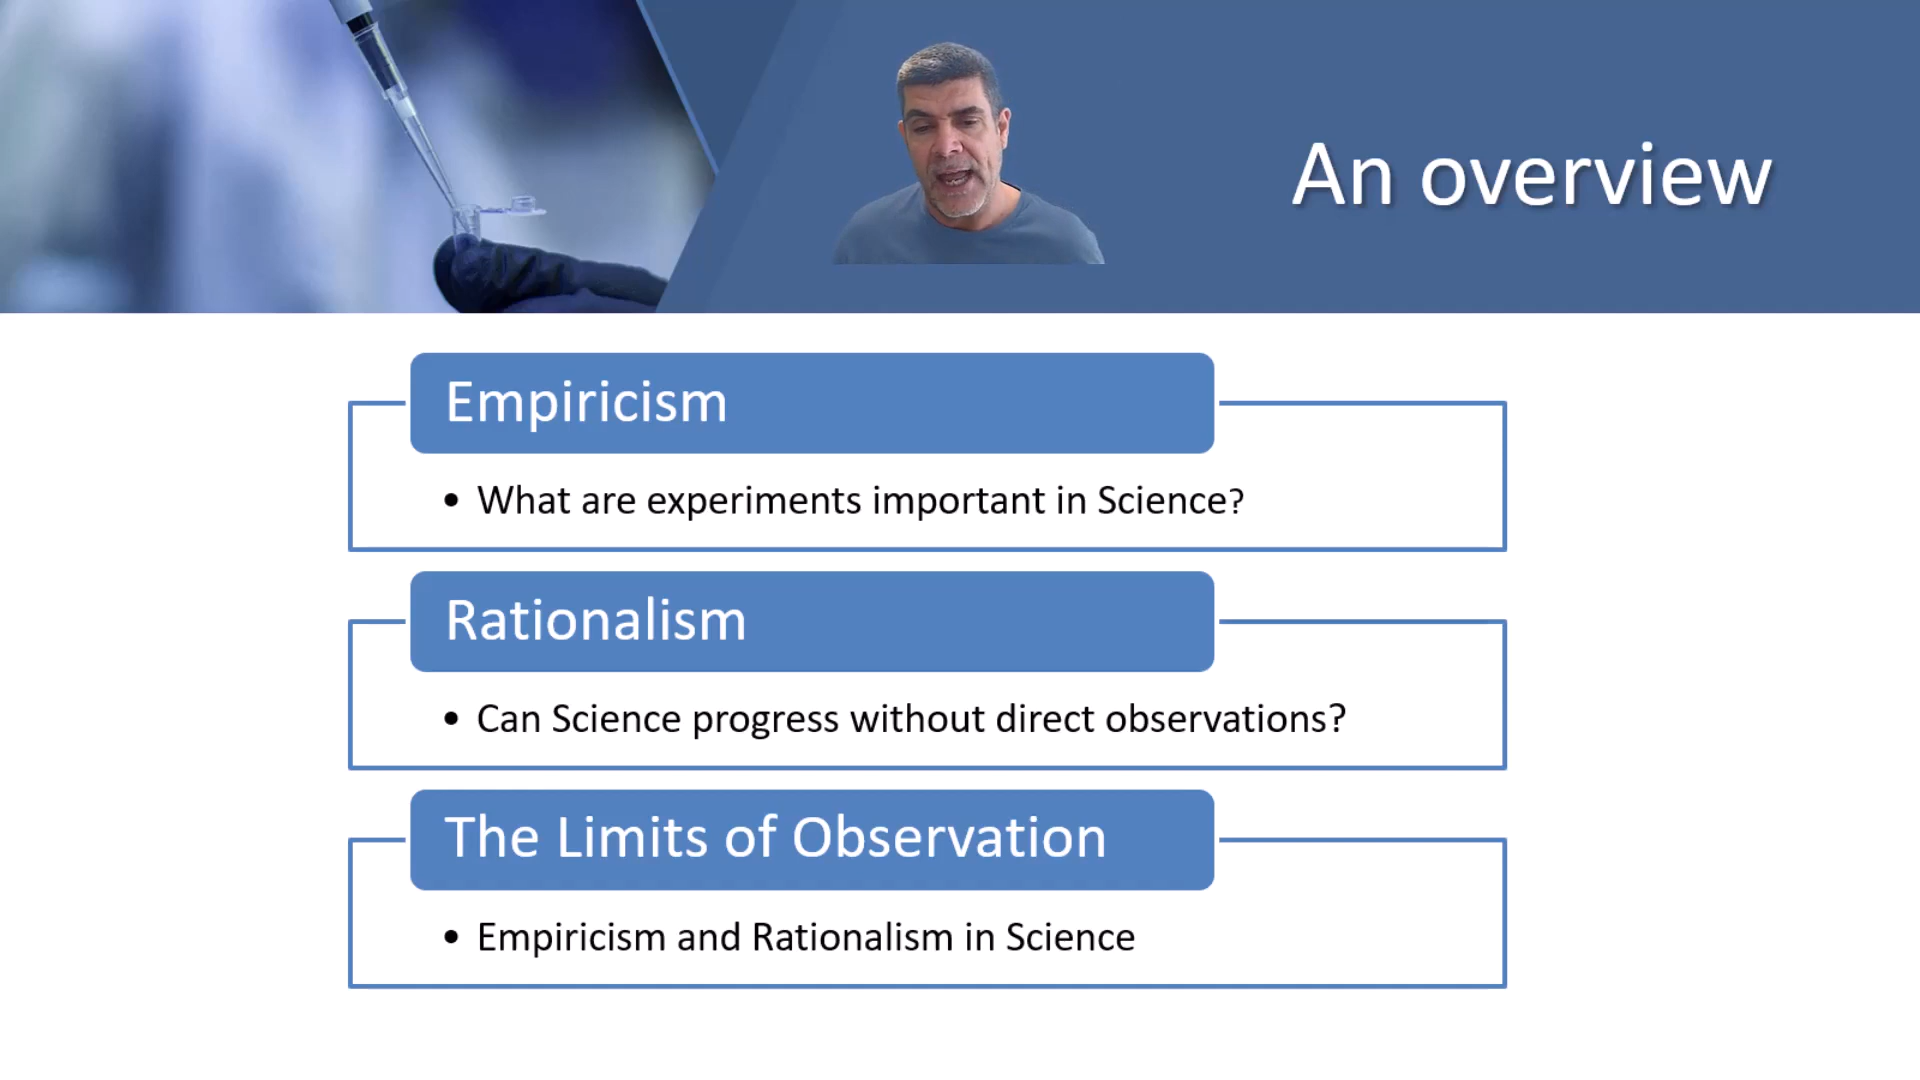 An overview
Empiricism
• What are experiments important in Science?
Rationalism
• Can Science progress without direct observations?
The Limits of Observation
• Empiricism and Rationalism in Science